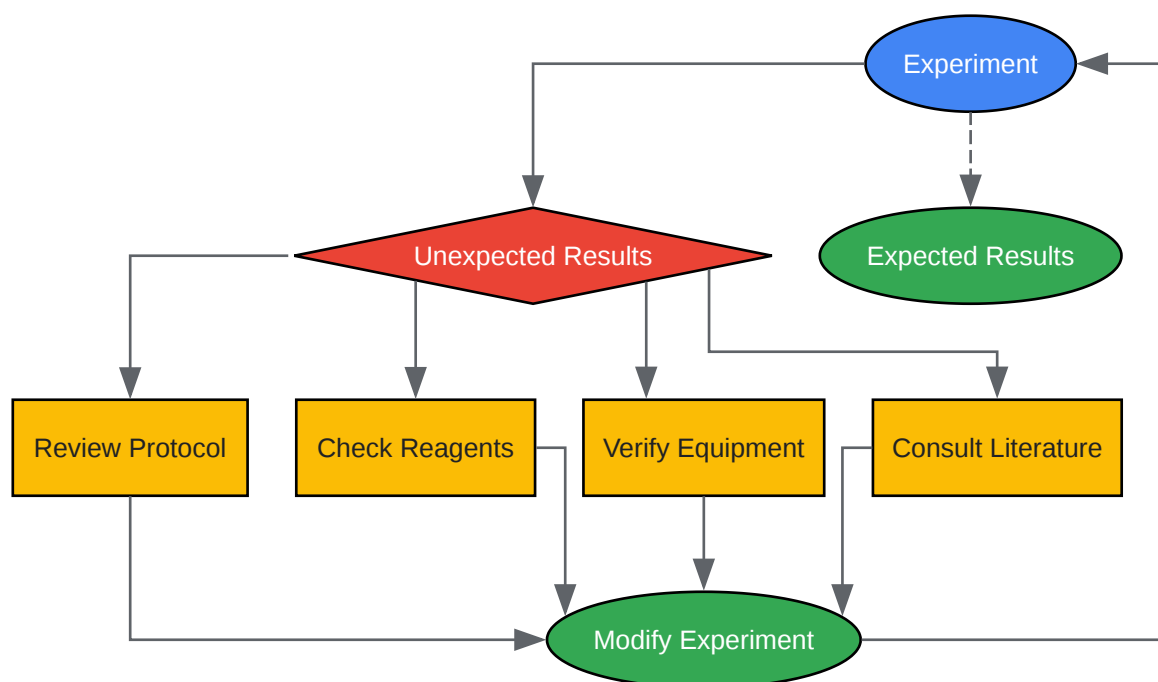 Experiment
Unexpected Results
Expected Results
Review Protocol
Check Reagents
Verify Equipment
Consult Literature
Modify Experiment